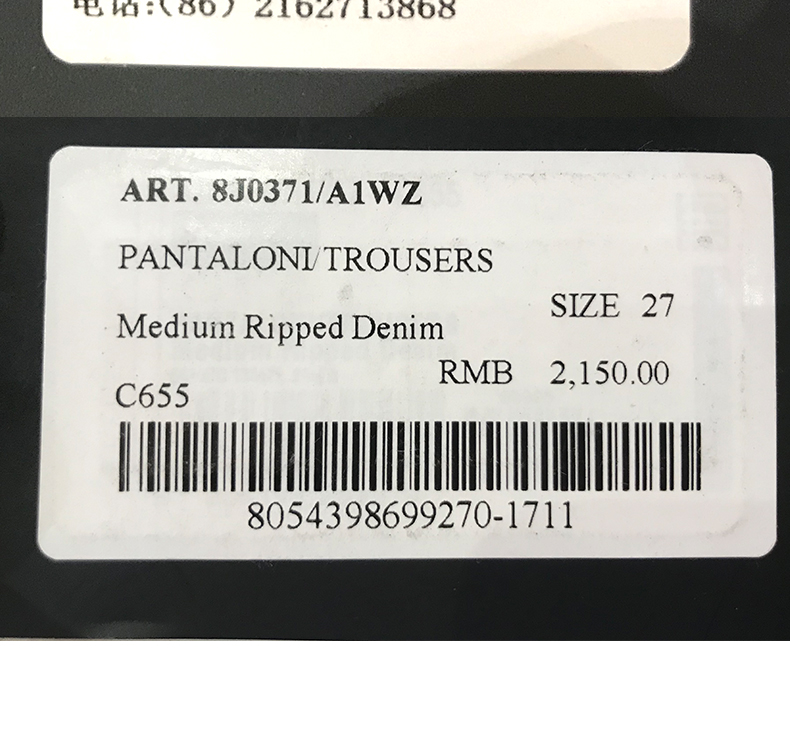 电话:(86) 2162713868
ART. 8J0371/A1WZ
PANTALONI/TROUSERS
SIZE 27
Medium Ripped Denim
RMB 2,150.00
C655
8054398699270-1711